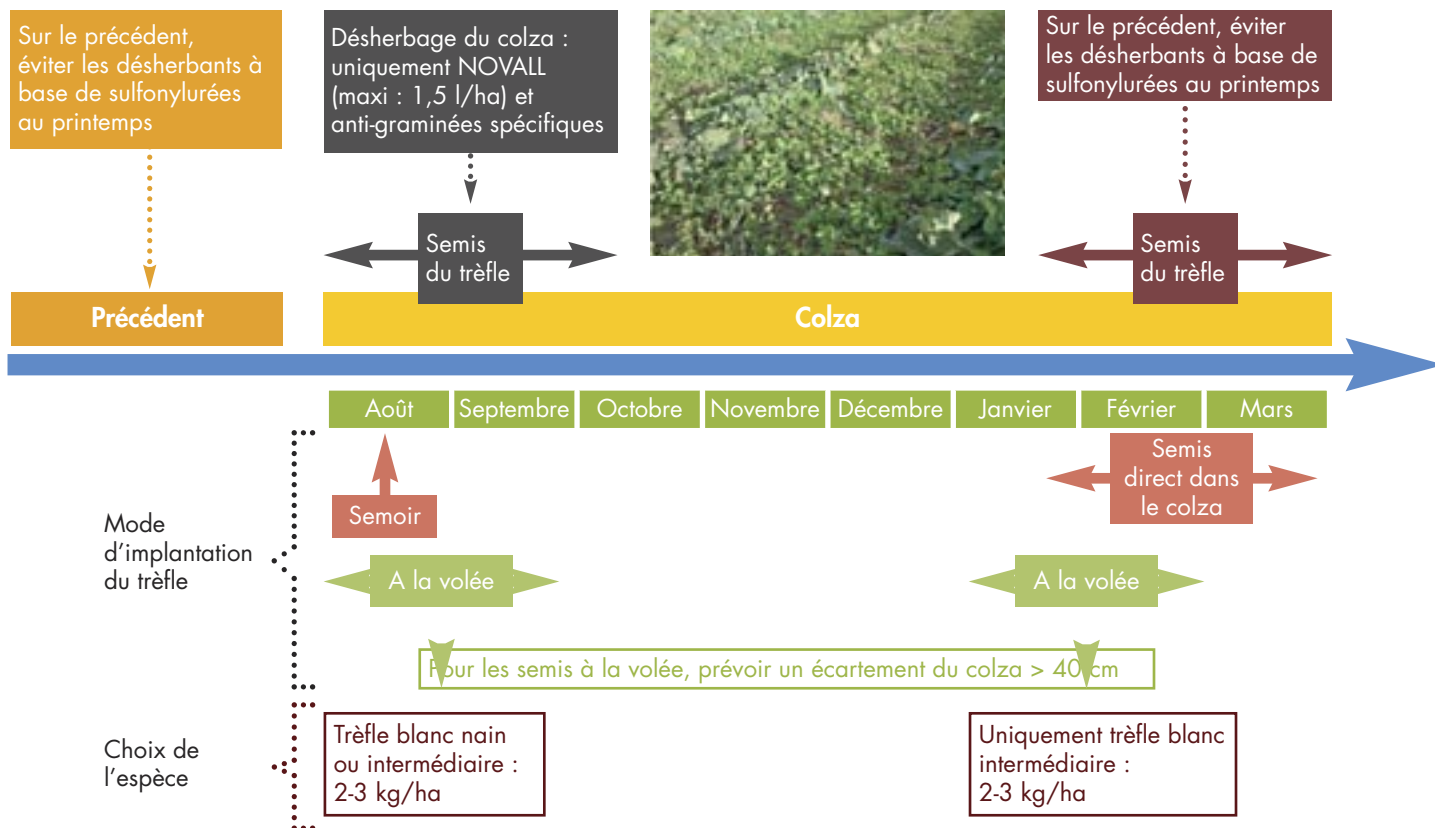 Sur le précédent,
éviter les désherbants à
base de sulfonylurées
au printemps
Désherbage du colza :
uniquement NOVALL
(maxi : 1,5 l/ha) et
anti-graminées spécifiques
Sur le précédent, éviter
les désherbants à base de
sulfonylurées au printemps
Semis
du trèfle
Semis
du trèfle
Précédent
Colza
Août
Septembre
Octobre
Novembre
Décembre
Janvier
Février
Mars
Semoir
Semis
direct dans
le colza
Mode
d'implantation
du trèfle
A la volée
A la volée
Pour les semis à la volée, prévoir un écartement du colza > 40 cm
Choix de
l'espèce
Trèfle blanc nain
ou intermédiaire :
2-3 kg/ha
Uniquement trèfle blanc
intermédiaire :
2-3 kg/ha